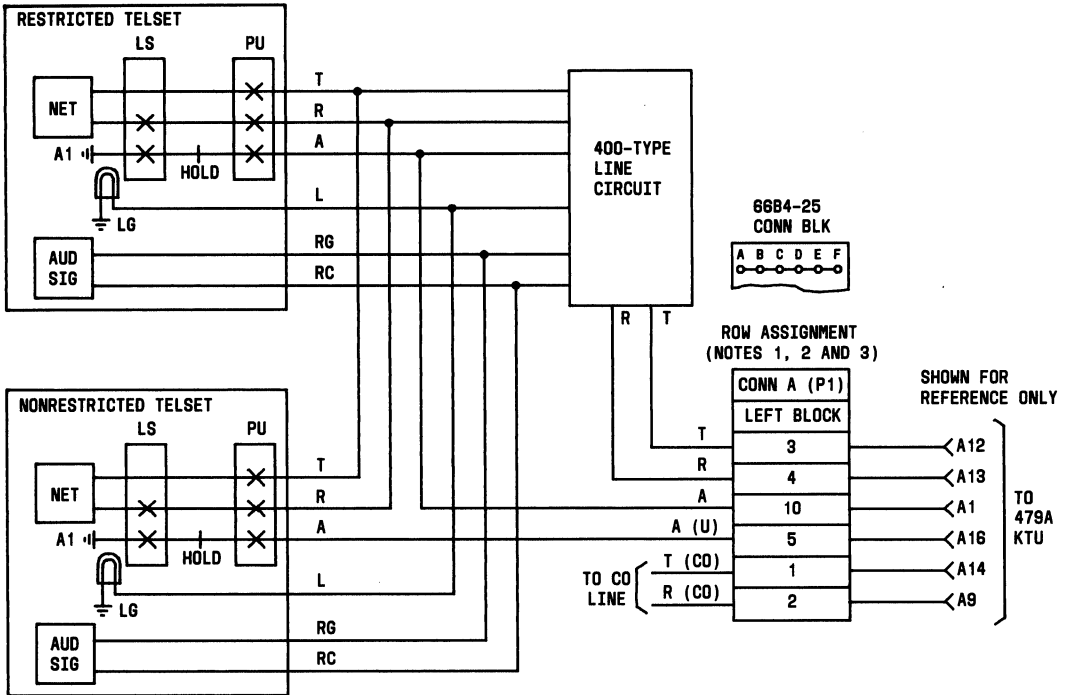 RESTRICTED TELSET
LS PU
T
NET
R
A1 HOLD A
L
LG
AUD SIG
RG
RC
400-TYPE
LINE
CIRCUIT
R T
66B4-25
CONN BLK
A B C D E F
ROW ASSIGNMENT
(NOTES 1, 2 AND 3)
CONN A (P1)
LEFT BLOCK
SHOWN FOR
REFERENCE ONLY
T 3 A12
R 4 A13
A 10 A1
A (U) 5 A16
T (CO) 1 A14
R (CO) 2 A9
TO CO
LINE
TO
479A
KTU
NONRESTRICTED TELSET
LS PU
T
NET
R
A1 HOLD A
L
LG
AUD SIG
RG
RC